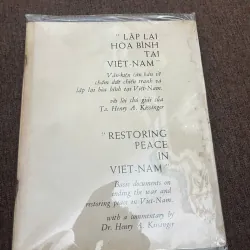 " LẬP LẠI
HÒA BÌNH
TẠI
VIỆT-NAM "
Văn-kiện căn bản về
chấm dứt chiến tranh và
lập lại hòa bình tại Việt-Nam.
với lời chú giải của
Ts. Henry A. Kissinger
" RESTORING
PEACE
IN
VIET-NAM "
Basic documents on
ending the war and
restoring peace in Viet-Nam.
with a commentary by
Dr. Henry A. Kissinger